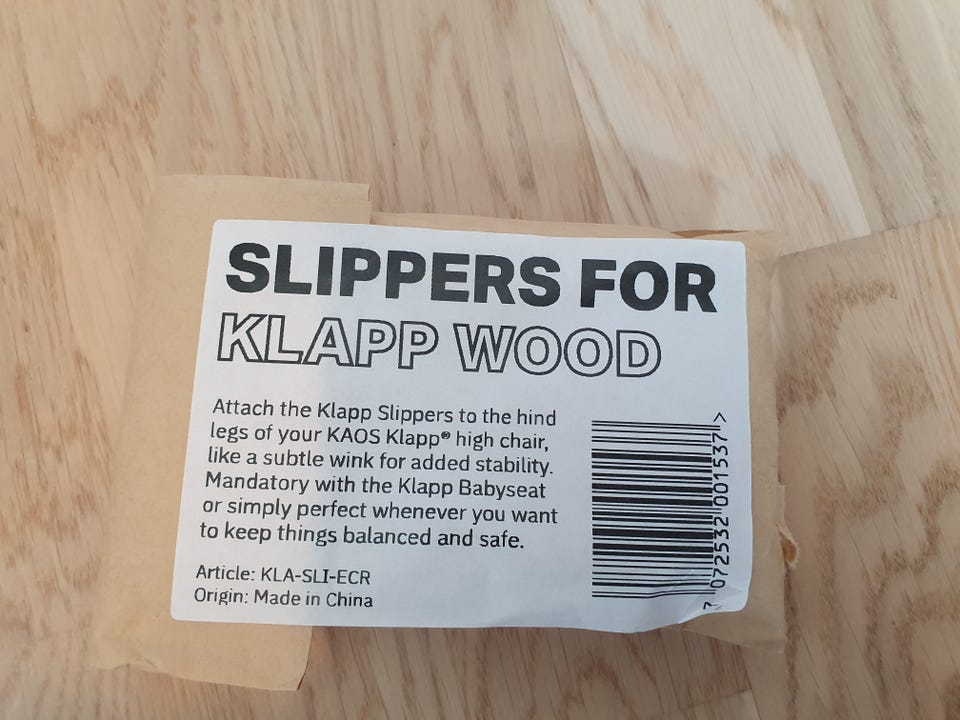 SLIPPERS FOR
KLAPP WOOD
Attach the Klapp Slippers to the hind
legs of your KAOS Klapp® high chair,
like a subtle wink for added stability.
Mandatory with the Klapp Babyseat
or simply perfect whenever you want
to keep things balanced and safe.
Article: KLA-SLI-ECR
Origin: Made in China
7 072532 001537 >